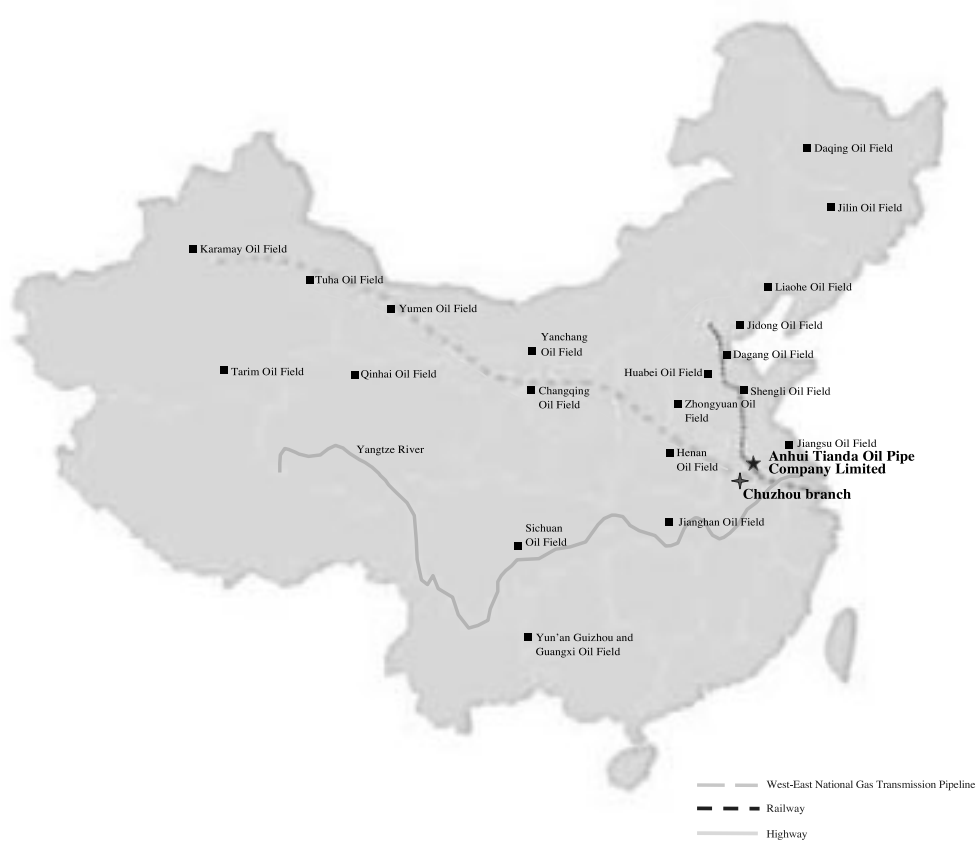 Daqing Oil Field
Jilin Oil Field
Karamay Oil Field
Tuha Oil Field
Liaohe Oil Field
Yumen Oil Field
Jidong Oil Field
Yanchang
Oil Field
Dagang Oil Field
Tarim Oil Field
Qinhai Oil Field
Huabei Oil Field
Changqing
Oil Field
Shengli Oil Field
Zhongyuan Oil
Field
Jiangsu Oil Field
Yangtze River
Henan
Oil Field
Anhui Tianda Oil Pipe
Company Limited
Chuzhou branch
Sichuan
Oil Field
Jianghan Oil Field
Yun'an Guizhou and
Guangxi Oil Field
West-East National Gas Transmission Pipeline
Railway
Highway